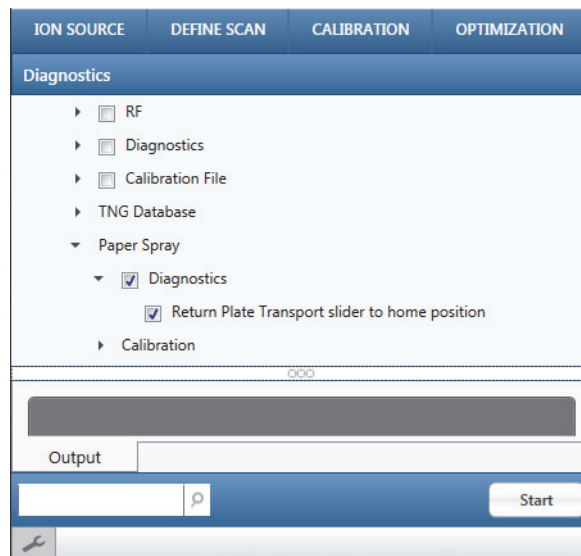 ION SOURCE DEFINE SCAN CALIBRATION OPTIMIZATION
Diagnostics
RF
Diagnostics
Calibration File
TNG Database
Paper Spray
Diagnostics
Return Plate Transport slider to home position
Calibration
Output
Start